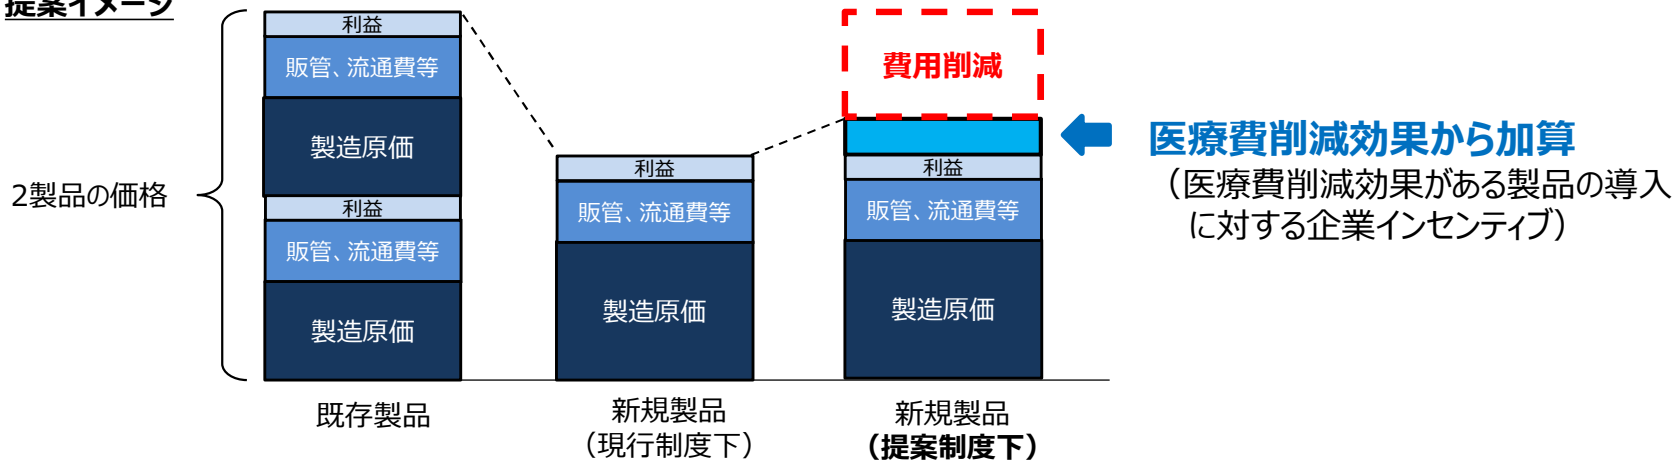 提案イメージ
2製品の価格
利益
販管、流通費等
製造原価
利益
販管、流通費等
製造原価
既存製品
利益
販管、流通費等
製造原価
新規製品
（現行制度下）
費用削減
利益
販管、流通費等
製造原価
新規製品
（提案制度下）
医療費削減効果から加算
（医療費削減効果がある製品の導入
に対する企業インセンティブ）